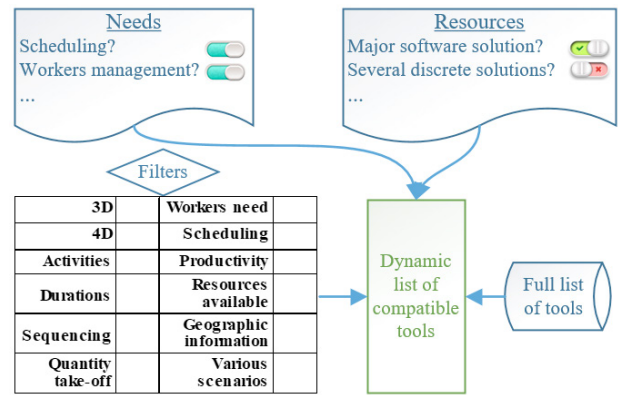 Needs
Scheduling?
Workers management?
...
Resources
Major software solution?
Several discrete solutions?
...
Filters
3D
Workers need
4D
Scheduling
Activities
Productivity
Durations
Resources
available
Sequencing
Geographic
information
Quantity
take-off
Various
scenarios
Dynamic
list of
compatible
tools
Full list
of tools